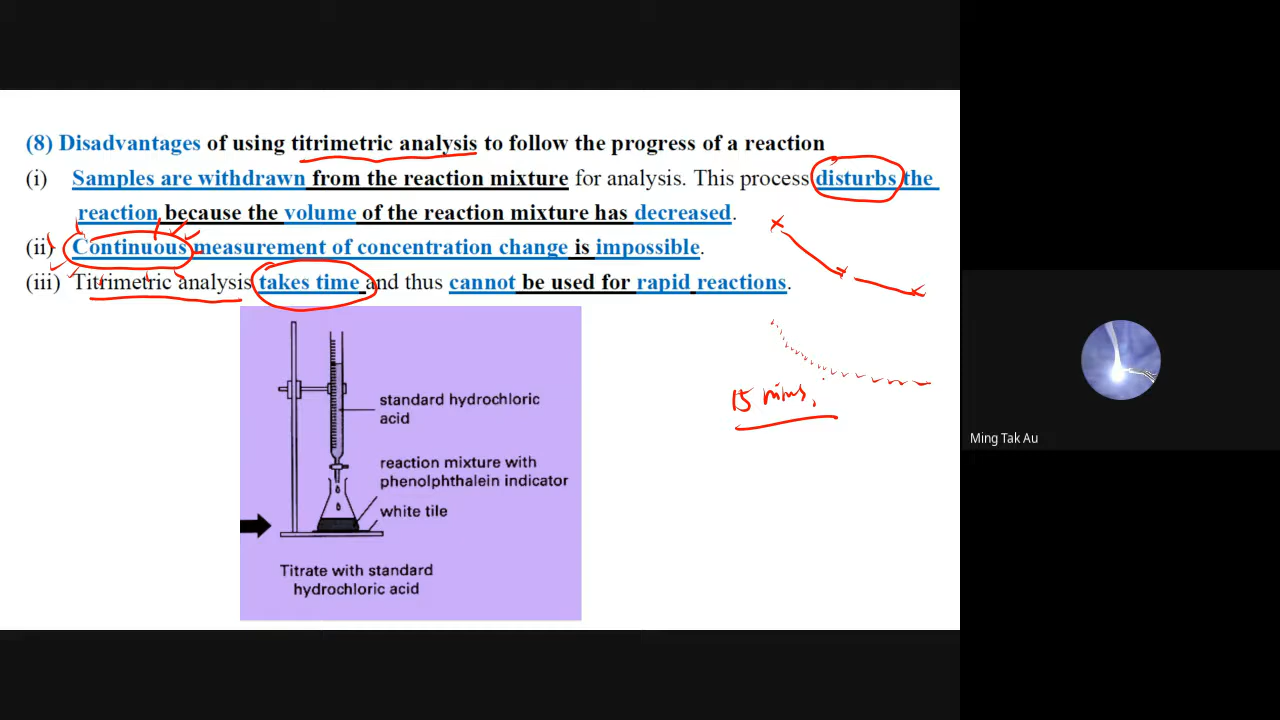 (8) Disadvantages of using titrimetric analysis to follow the progress of a reaction
(i) Samples are withdrawn from the reaction mixture for analysis. This process disturbs the
reaction because the volume of the reaction mixture has decreased.
(ii) Continuous measurement of concentration change is impossible.
(iii) Titrimetric analysis takes time and thus cannot be used for rapid reactions.
standard hydrochloric
acid
reaction mixture with
phenolphthalein indicator
white tile
Titrate with standard
hydrochloric acid
15 mins.
Ming Tak Au